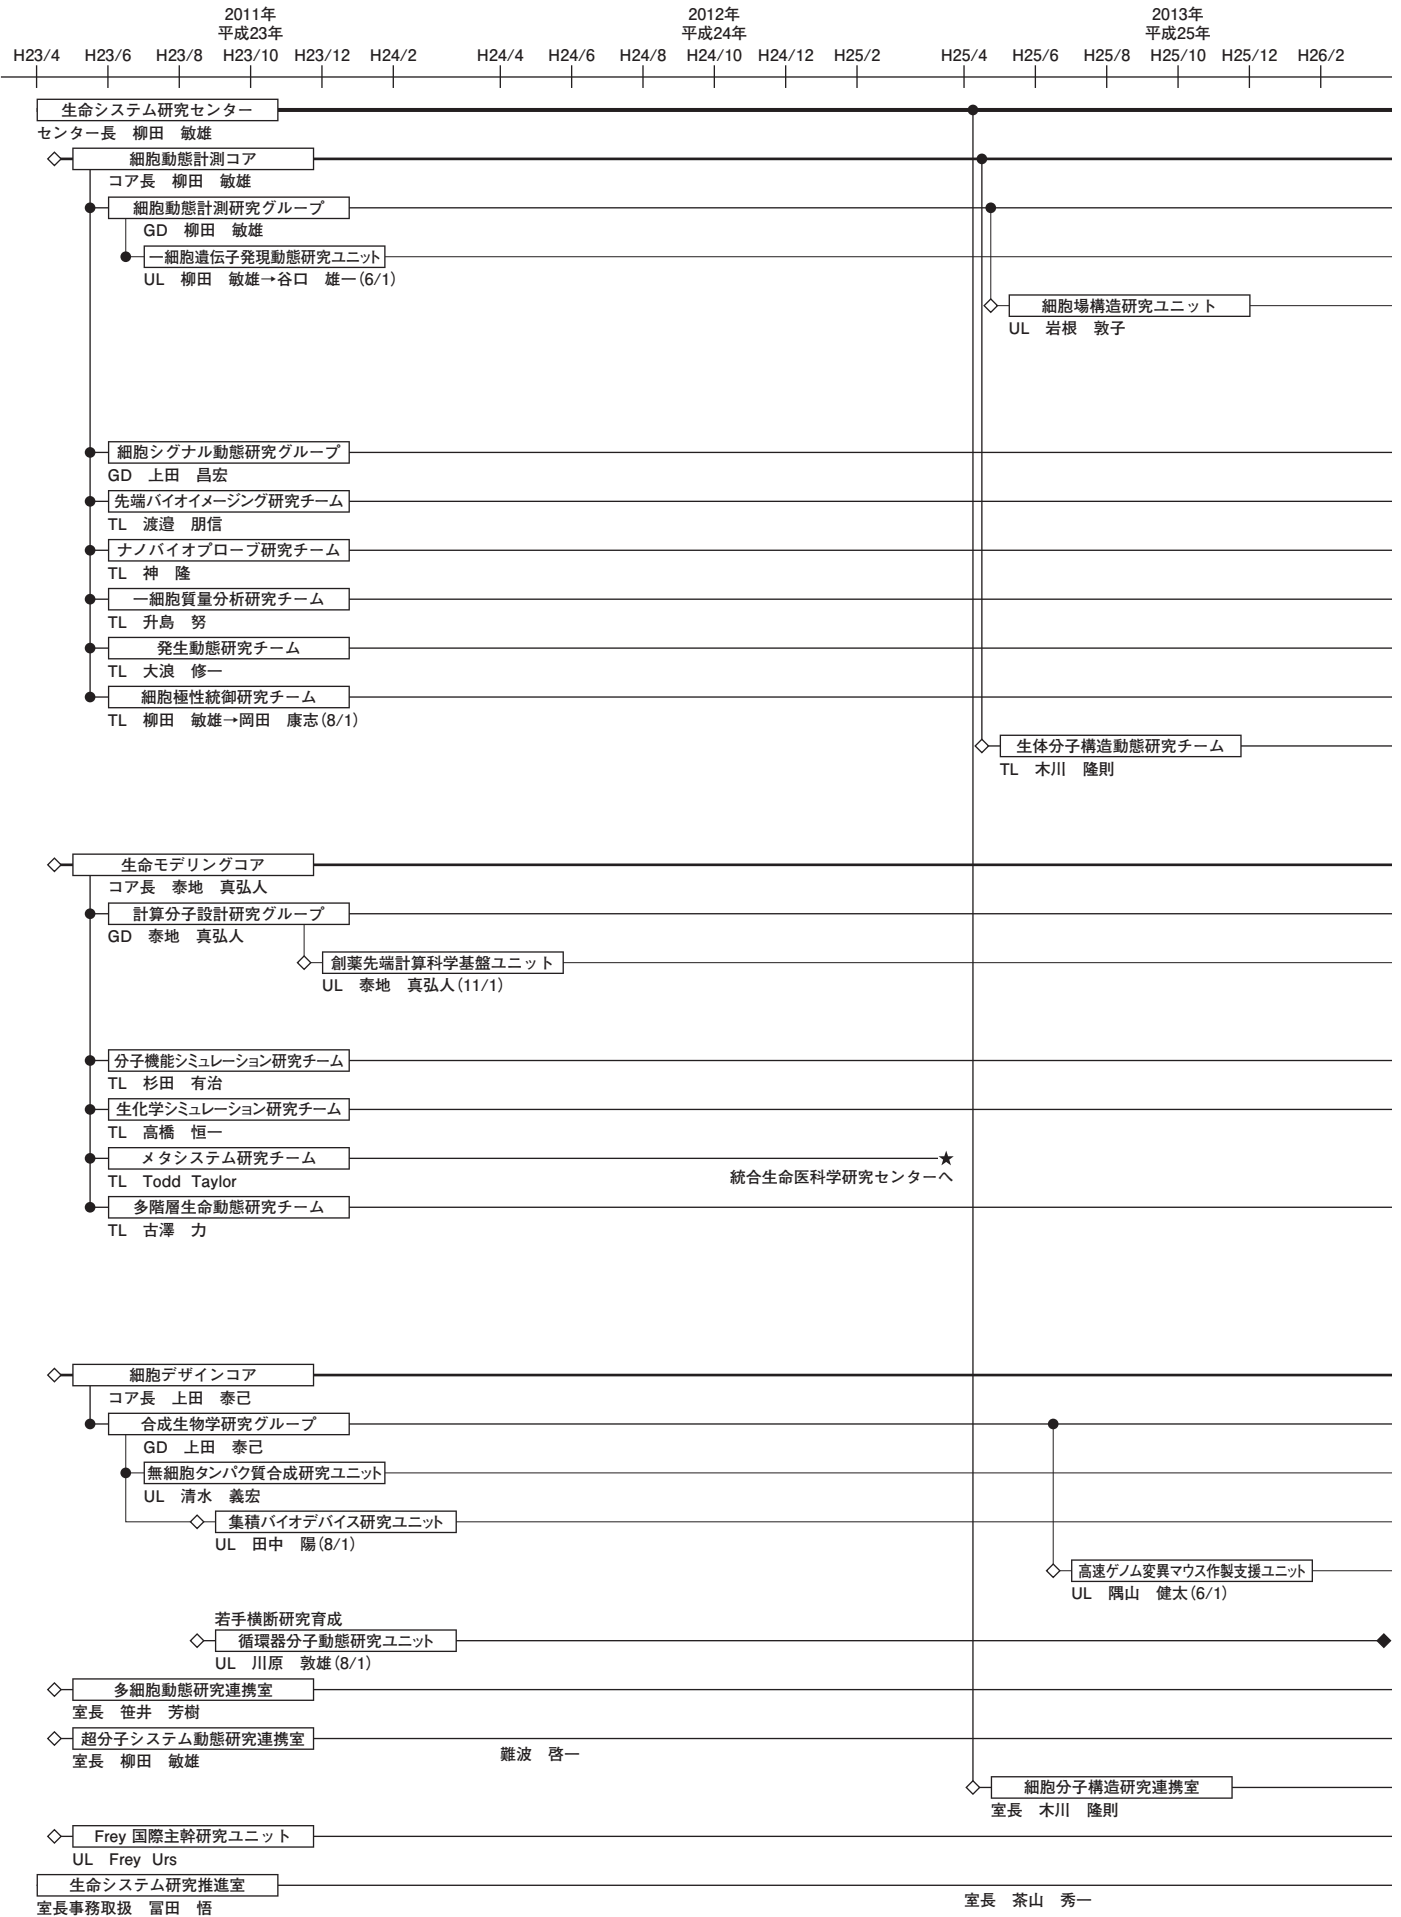 2011年 2012年 2013年
平成23年 平成24年 平成25年
H23/4 H23/6 H23/8 H23/10 H23/12 H24/2 H24/4 H24/6 H24/8 H24/10 H24/12 H25/2 H25/4 H25/6 H25/8 H25/10 H25/12 H26/2
生命システム研究センター
センター長 柳田 敏雄
細胞動態計測コア
コア長 柳田 敏雄
細胞動態計測研究グループ
GD 柳田 敏雄
一細胞遺伝子発現動態研究ユニット
UL 柳田 敏雄→谷口 雄一(6/1)
細胞場構造研究ユニット
UL 岩根 敦子
細胞シグナル動態研究グループ
GD 上田 昌宏
先端バイオイメージング研究チーム
TL 渡邉 朋信
ナノバイオプローブ研究チーム
TL 神 隆
一細胞質量分析研究チーム
TL 升島 努
発生動態研究チーム
TL 大浪 修一
細胞極性統御研究チーム
TL 柳田 敏雄→岡田 康志(8/1)
生体分子構造動態研究チーム
TL 木川 隆則
生命モデリングコア
コア長 泰地 真弘人
計算分子設計研究グループ
GD 泰地 真弘人
創薬先端計算科学基盤ユニット
UL 泰地 真弘人(11/1)
分子機能シミュレーション研究チーム
TL 杉田 有治
生化学シミュレーション研究チーム
TL 高橋 恒一
メタシステム研究チーム ★
TL Todd Taylor 統合生命医科学研究センターへ
多階層生命動態研究チーム
TL 古澤 力
細胞デザインコア
コア長 上田 泰己
合成生物学研究グループ
GD 上田 泰己
無細胞タンパク質合成研究ユニット
UL 清水 義宏
集積バイオデバイス研究ユニット
UL 田中 陽(8/1)
高速ゲノム変異マウス作製支援ユニット
UL 隅山 健太(6/1)
若手横断研究育成
循環器分子動態研究ユニット
UL 川原 敦雄(8/1)
多細胞動態研究連携室
室長 笹井 芳樹
超分子システム動態研究連携室
室長 柳田 敏雄 難波 啓一
細胞分子構造研究連携室
室長 木川 隆則
Frey 国際主幹研究ユニット
UL Frey Urs
生命システム研究推進室
室長事務取扱 冨田 悟 室長 茶山 秀一